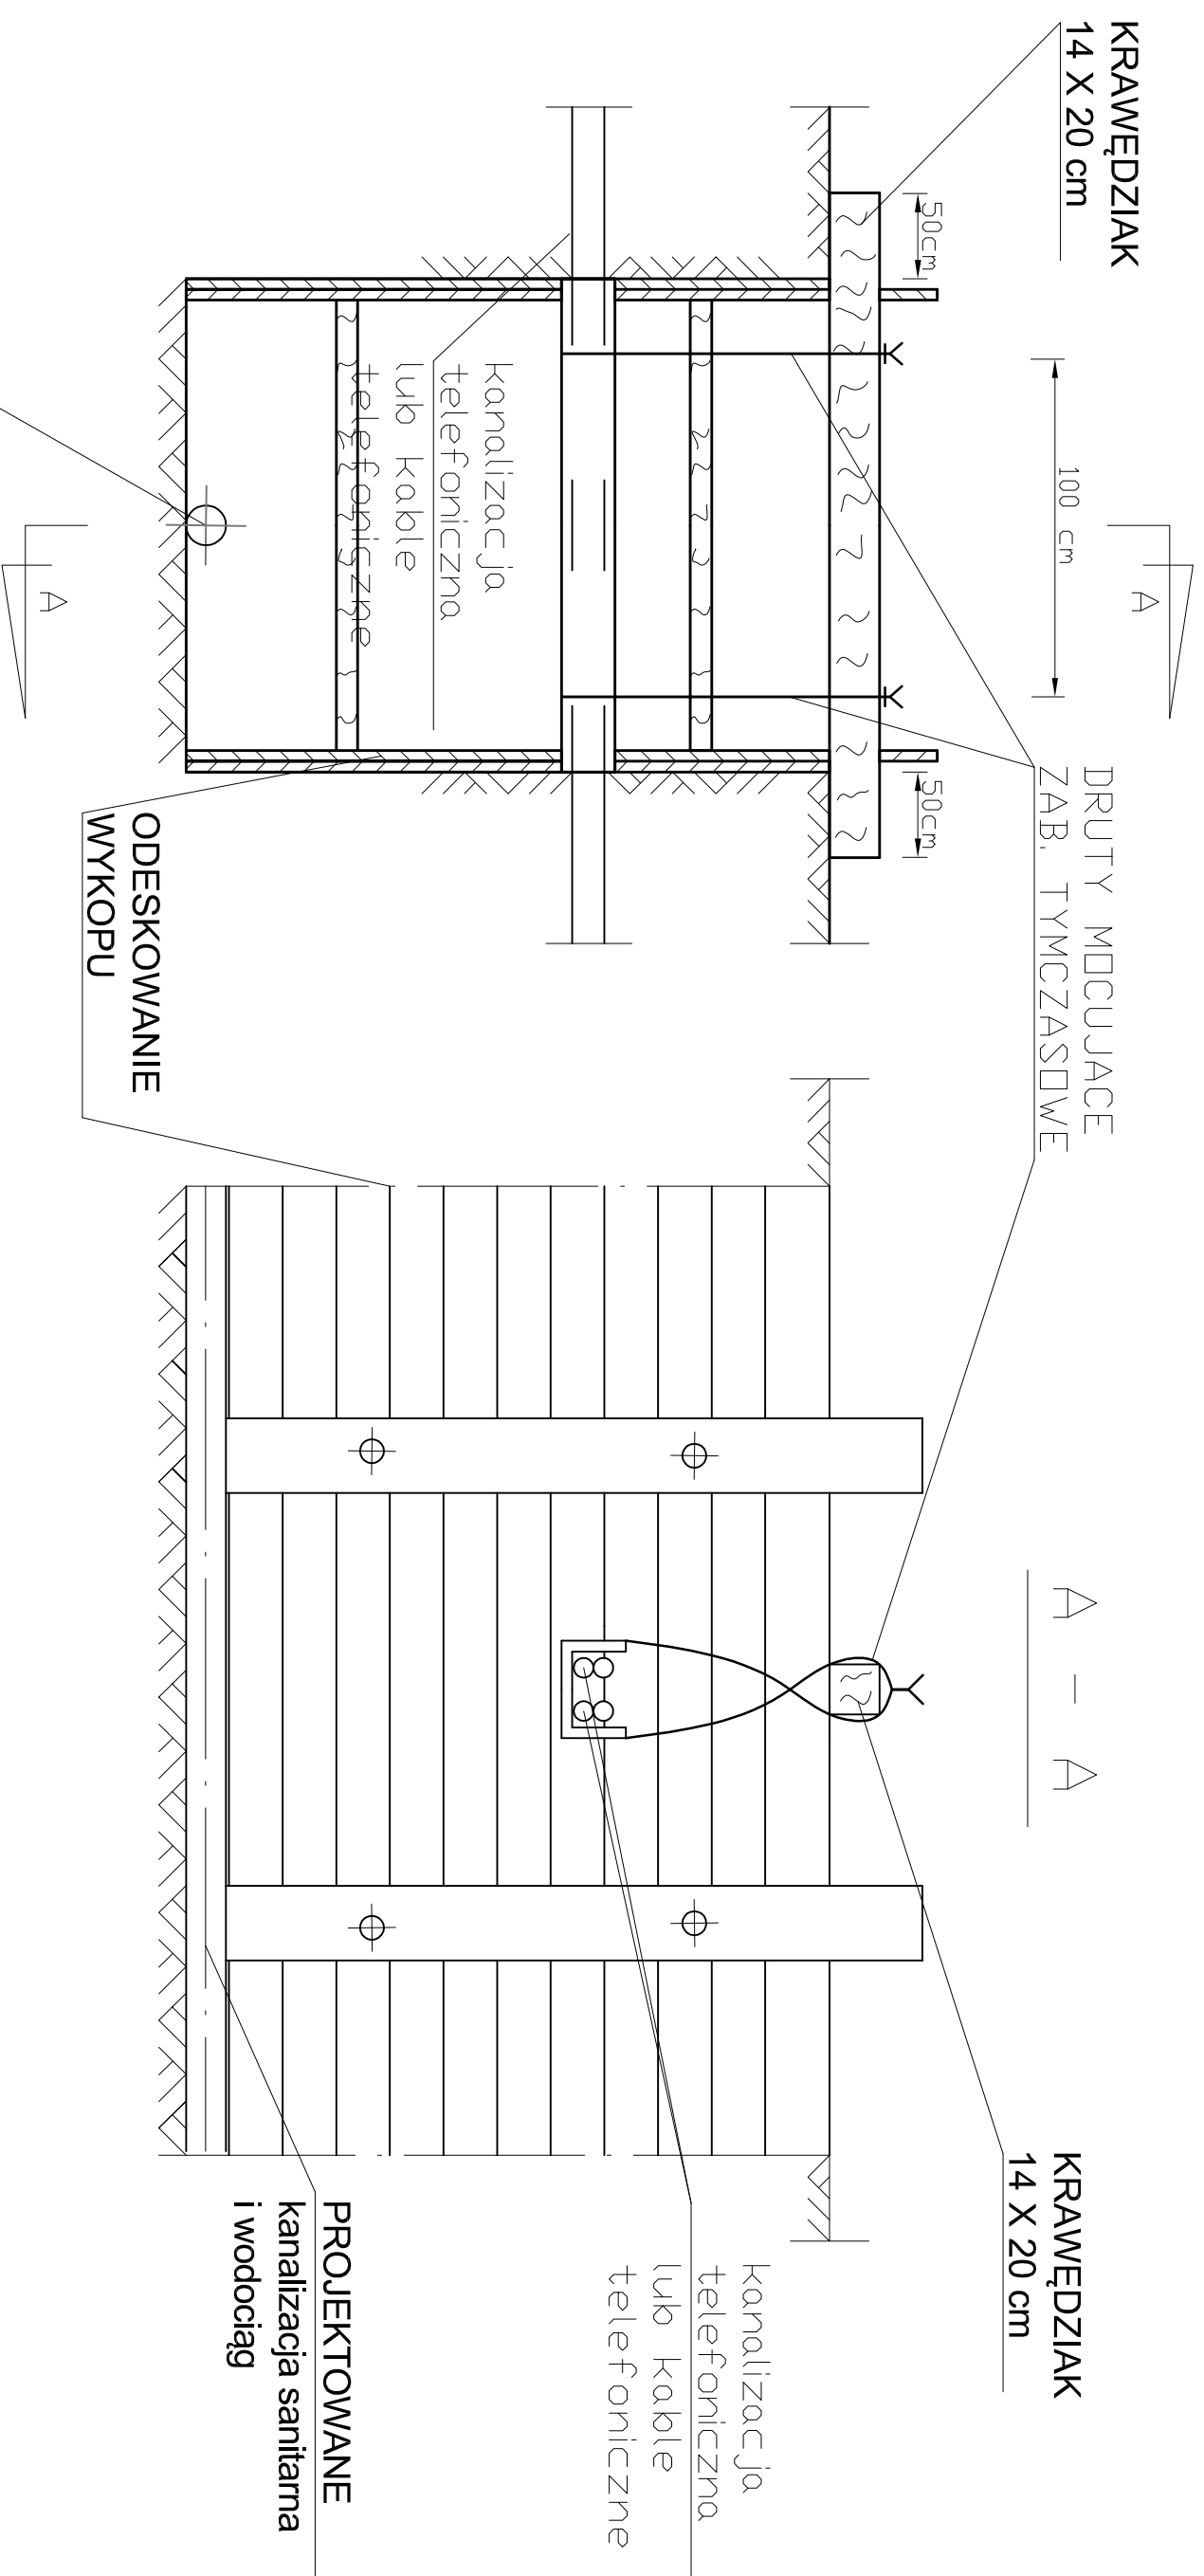 KRAWĘDZIAK
14 X 20 cm
50cm
100 cm
50cm
A
A
kanalizacja
telefoniczna
lub kable
telefoniczne
DRUTY MOCUJACE
ZAB. TYMCZASOWE
ODESKOWANIE
WYKOPU
A - A
KRAWĘDZIAK
14 X 20 cm
kanalizacja
telefoniczna
lub kable
telefoniczne
PROJEKTOWANE
kanalizacja sanitarna
i wodociąg